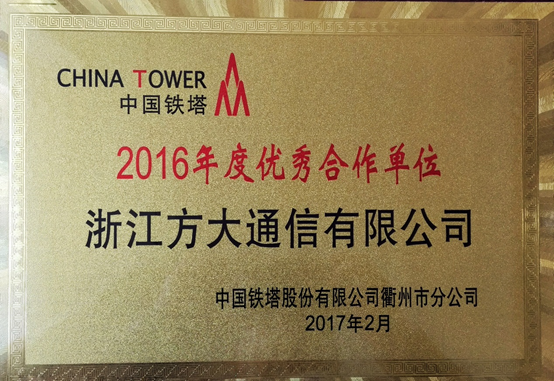 CHINA TOWER
中国铁塔
2016年度优秀合作单位
浙江方大通信有限公司
中国铁塔股份有限公司衢州市分公司
2017年2月